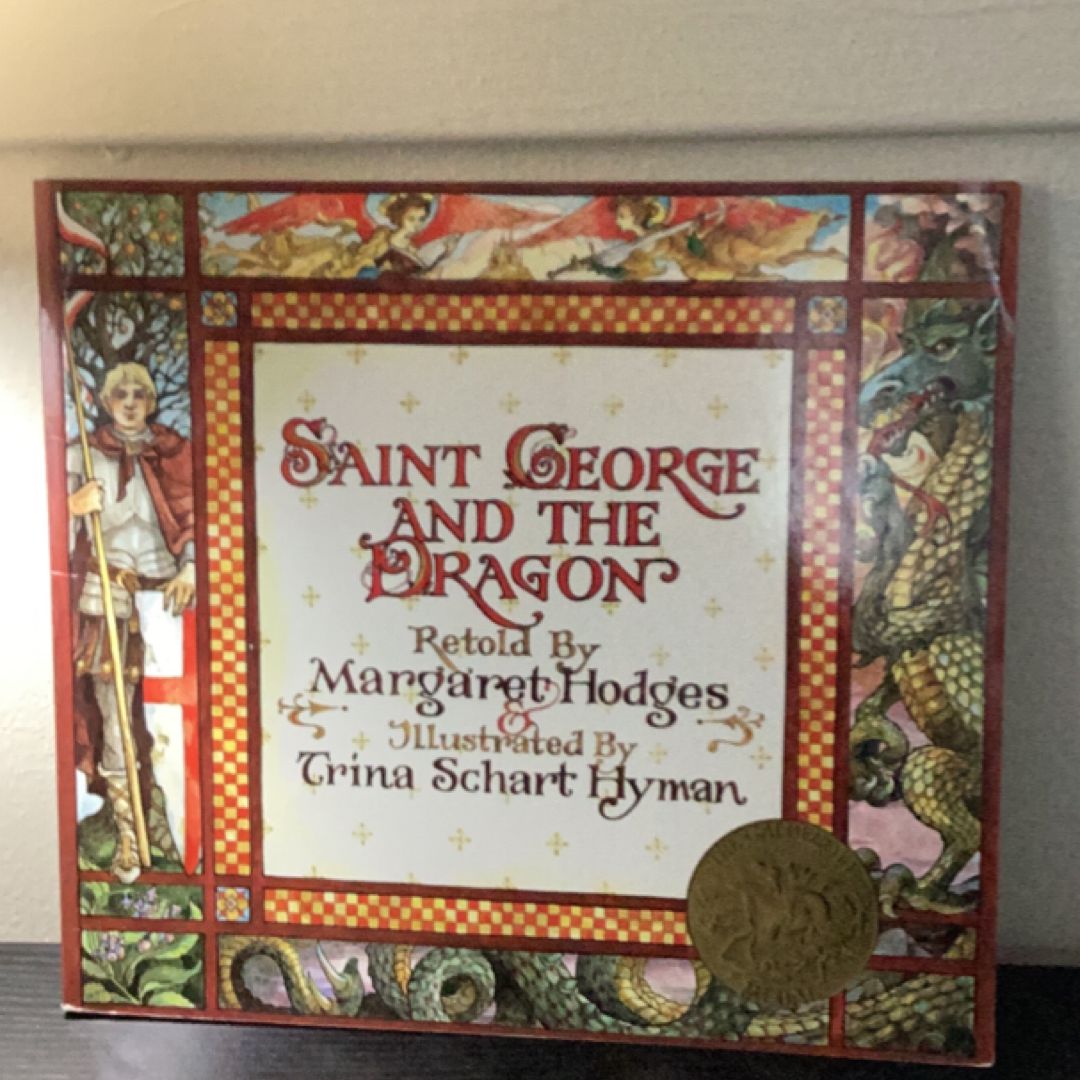 Saint George
and the
Dragon
Retold By
Margaret Hodges
&
Illustrated By
Trina Schart Hyman